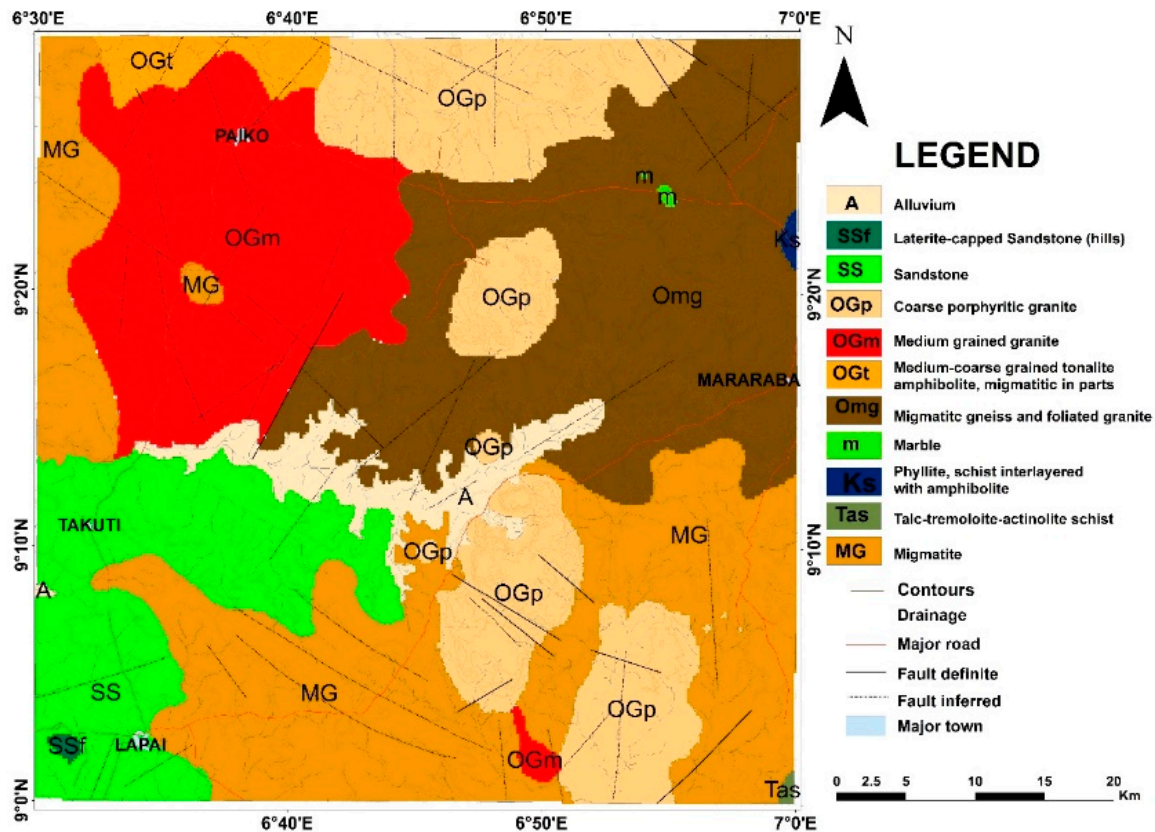 6°30'E 6°40'E 6°50'E 7°0'E
N
OGt
OGp
PAIKO
MG
m
m
OGm
Ks
MG
OGp
Omg
9°20'N
9°20'N
MARARABA
OGp
A
TAKUTI
MG
OGp
9°10'N
9°10'N
A
OGp
SS
MG
OGp
SSf
LAPAI
OGm
Tas
9°0'N
9°0'N
6°40'E 6°50'E 7°0'E
LEGEND
A Alluvium
SSf Laterite-capped Sandstone (hills)
SS Sandstone
OGp Coarse porphyritic granite
OGm Medium grained granite
OGt Medium-coarse grained tonalite
amphibolite, migmatitic in parts
Omg Migmatitc gneiss and foliated granite
m Marble
Ks Phyllite, schist interlayered
with amphibolite
Tas Talc-tremoloite-actinolite schist
MG Migmatite
Contours
Drainage
Major road
Fault definite
Fault inferred
Major town
0 2.5 5 10 15 20
Km